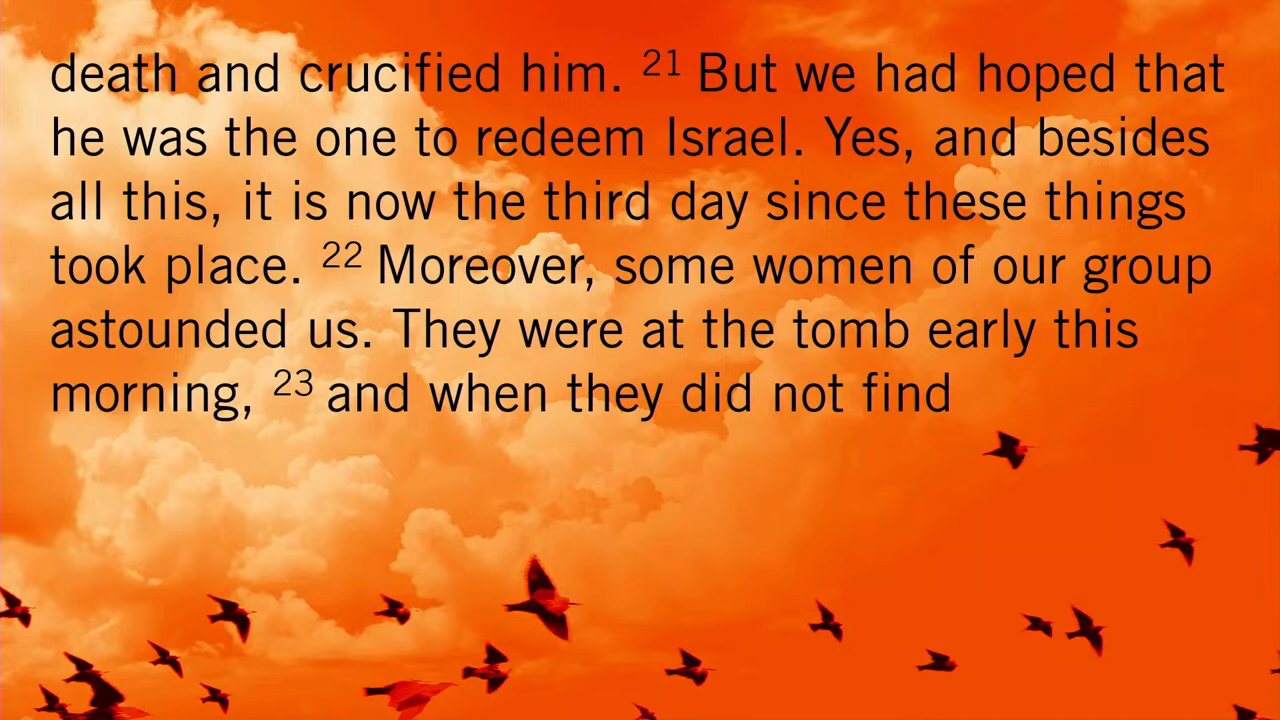 death and crucified him. 21 But we had hoped that
he was the one to redeem Israel. Yes, and besides
all this, it is now the third day since these things
took place. 22 Moreover, some women of our group
astounded us. They were at the tomb early this
morning, 23 and when they did not find